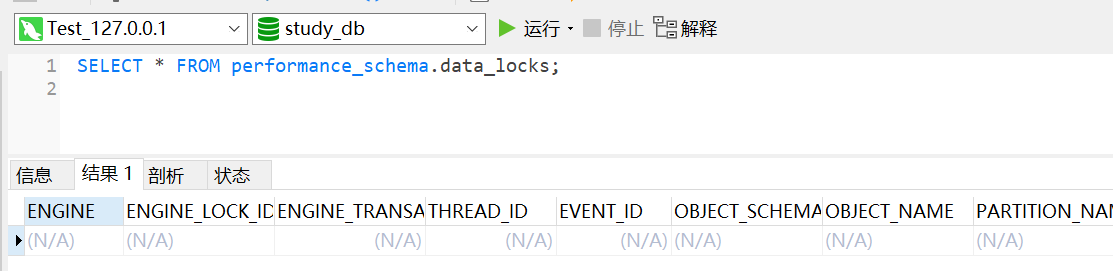 Test_127.0.0.1 study_db 运行 停止 解释
1 SELECT * FROM performance_schema.data_locks;
2
信息 结果 1 剖析 状态
ENGINE ENGINE_LOCK_ID ENGINE_TRANSA THREAD_ID EVENT_ID OBJECT_SCHEMA OBJECT_NAME PARTITION_NAM
(N/A) (N/A) (N/A) (N/A) (N/A) (N/A) (N/A) (N/A)